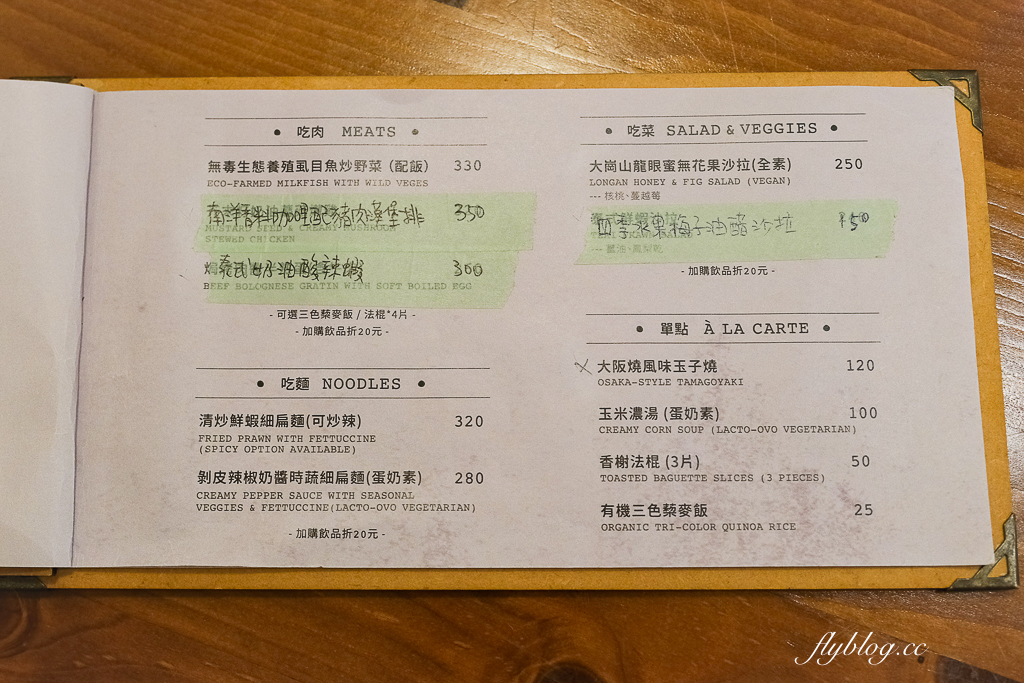 • 吃肉 MEATS •
無毒生態養殖虱目魚炒野菜 (配飯) 330
ECO-FARMED MILKFISH WITH WILD VEGES
南洋香料咖哩配豬肉漢堡排 350
MUSTARD SEED & CREAMY MUSHROOM
STEWED CHICKEN
泰式奶油酸辣蝦 360
BEEF BOLOGNESE GRATIN WITH SOFT BOILED EGG
- 可選三色藜麥飯 / 法棍*4片 -
- 加購飲品折20元 -
• 吃麵 NOODLES •
清炒鮮蝦細扁麵(可炒辣) 320
FRIED PRAWN WITH FETTUCCINE
(SPICY OPTION AVAILABLE)
剝皮辣椒奶醬時蔬細扁麵(蛋奶素) 280
CREAMY PEPPER SAUCE WITH SEASONAL
VEGGIES & FETTUCCINE(LACTO-OVO VEGETARIAN)
- 加購飲品折20元 -
• 吃菜 SALAD & VEGGIES •
大崗山龍眼蜜無花果沙拉(全素) 250
LONGAN HONEY & FIG SALAD (VEGAN)
--- 核桃、蔓越莓
四季水果梅子油醋沙拉
- 加購飲品折20元 -
• 單點 À LA CARTE •
× 大阪燒風味玉子燒 120
OSAKA-STYLE TAMAGOYAKI
玉米濃湯 (蛋奶素) 100
CREAMY CORN SOUP (LACTO-OVO VEGETARIAN)
香榭法棍 (3片) 50
TOASTED BAGUETTE SLICES (3 PIECES)
有機三色藜麥飯 25
ORGANIC TRI-COLOR QUINOA RICE
flyblog.cc